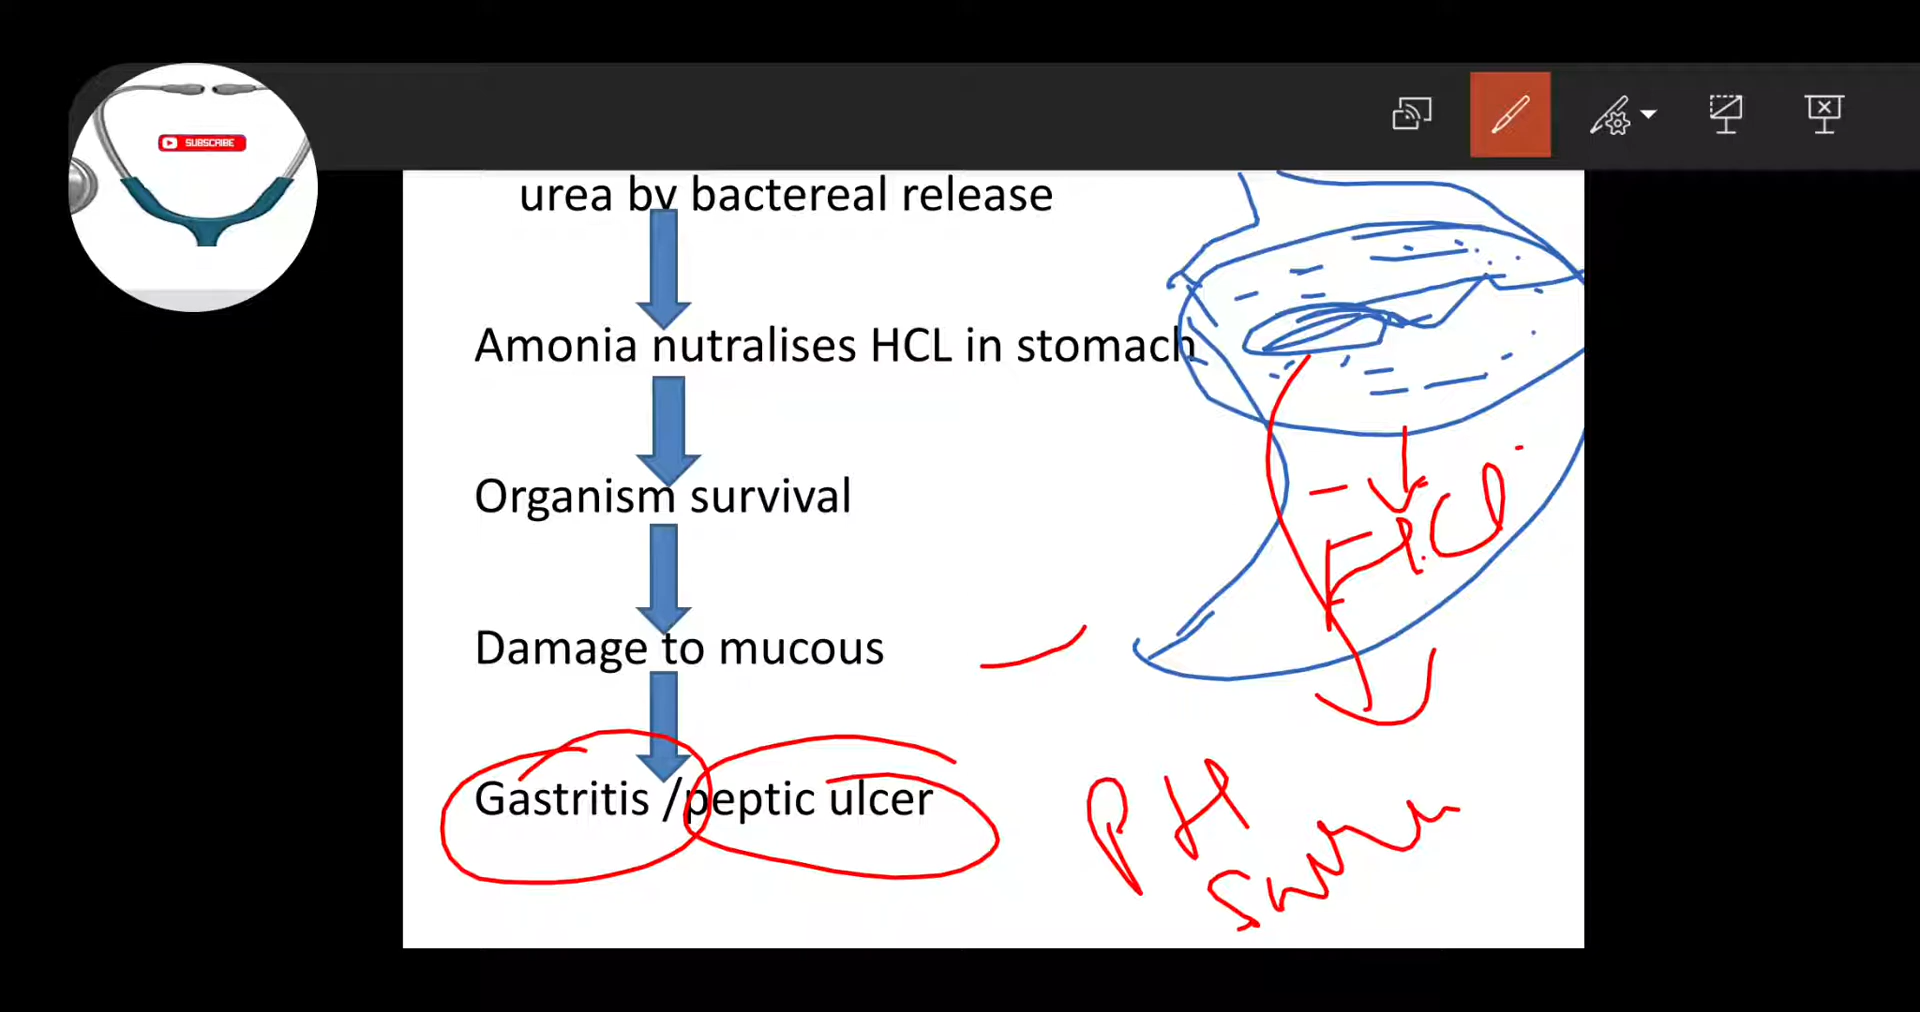 SUBSCRIBE
urea by bactereal release
Amonia nutralises HCL in stomach
Organism survival
Damage to mucous
Gastritis /peptic ulcer
HCl
PH